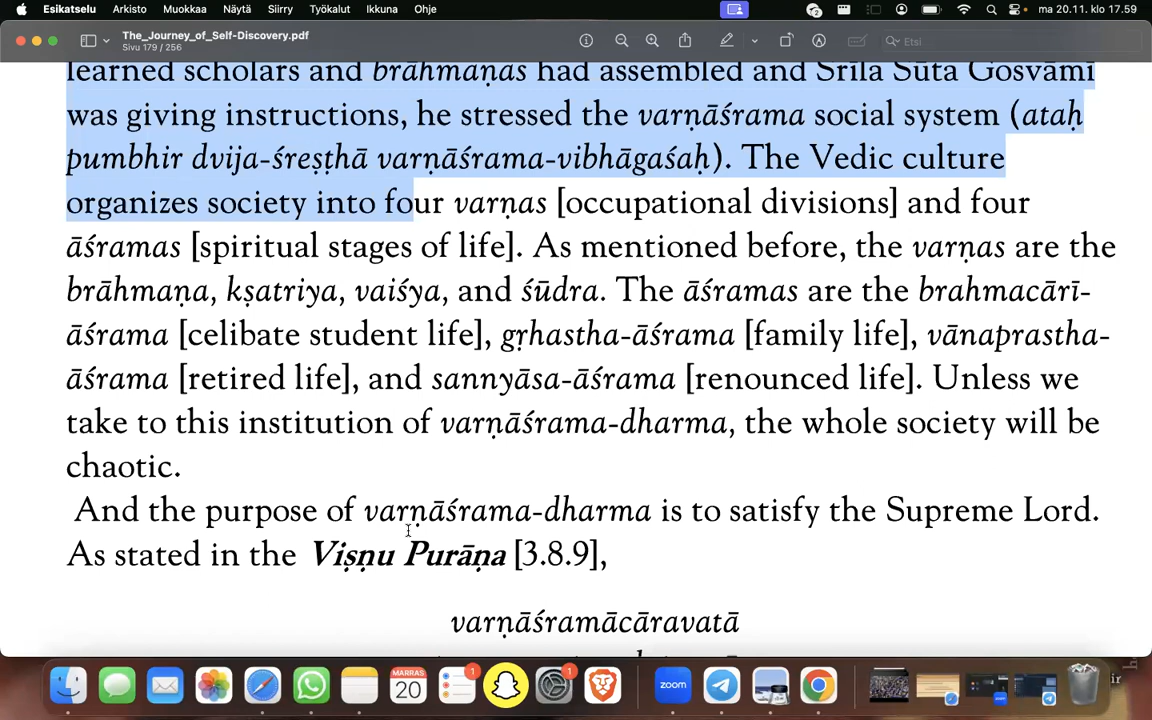 Esikatselu Arkisto Muokkaa Näytä Siirry Työkalut Ikkuna Ohje 2 ma 20.11. klo 17.59
The_Journey_of_Self-Discovery.pdf
Sivu 179 / 256
Etsi
learned scholars and brāhmaṇas had assembled and Śrīla Sūta Gosvāmī
was giving instructions, he stressed the varṇāśrama social system (ataḥ
pumbhir dvija-śreṣṭhā varṇāśrama-vibhāgaśaḥ). The Vedic culture
organizes society into four varṇas [occupational divisions] and four
āśramas [spiritual stages of life]. As mentioned before, the varṇas are the
brāhmaṇa, kṣatriya, vaiśya, and śūdra. The āśramas are the brahmacārī-
āśrama [celibate student life], gṛhastha-āśrama [family life], vānaprastha-
āśrama [retired life], and sannyāsa-āśrama [renounced life]. Unless we
take to this institution of varṇāśrama-dharma, the whole society will be
chaotic.
And the purpose of varṇāśrama-dharma is to satisfy the Supreme Lord.
As stated in the Viṣṇu Purāṇa [3.8.9],
varṇāśramācāravatā
MARRAS
20
1
1
zoom
ir